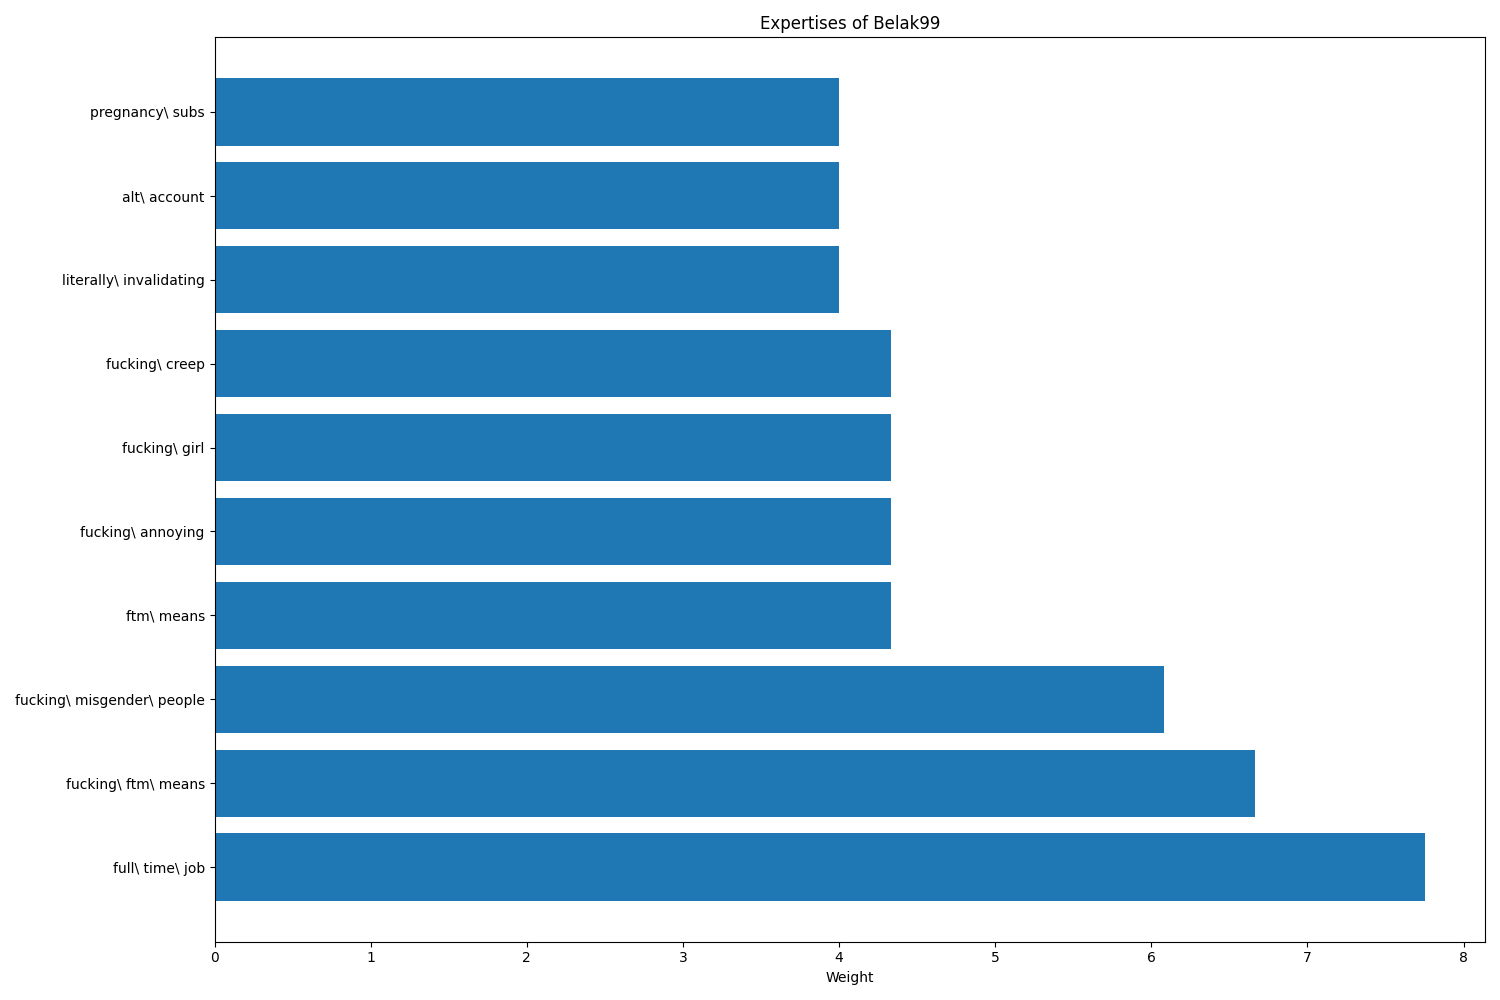 Expertises of Belak99
pregnancy\ subs
alt\ account
literally\ invalidating
fucking\ creep
fucking\ girl
fucking\ annoying
ftm\ means
fucking\ misgender\ people
fucking\ ftm\ means
full\ time\ job
0 1 2 3 4 5 6 7 8
Weight